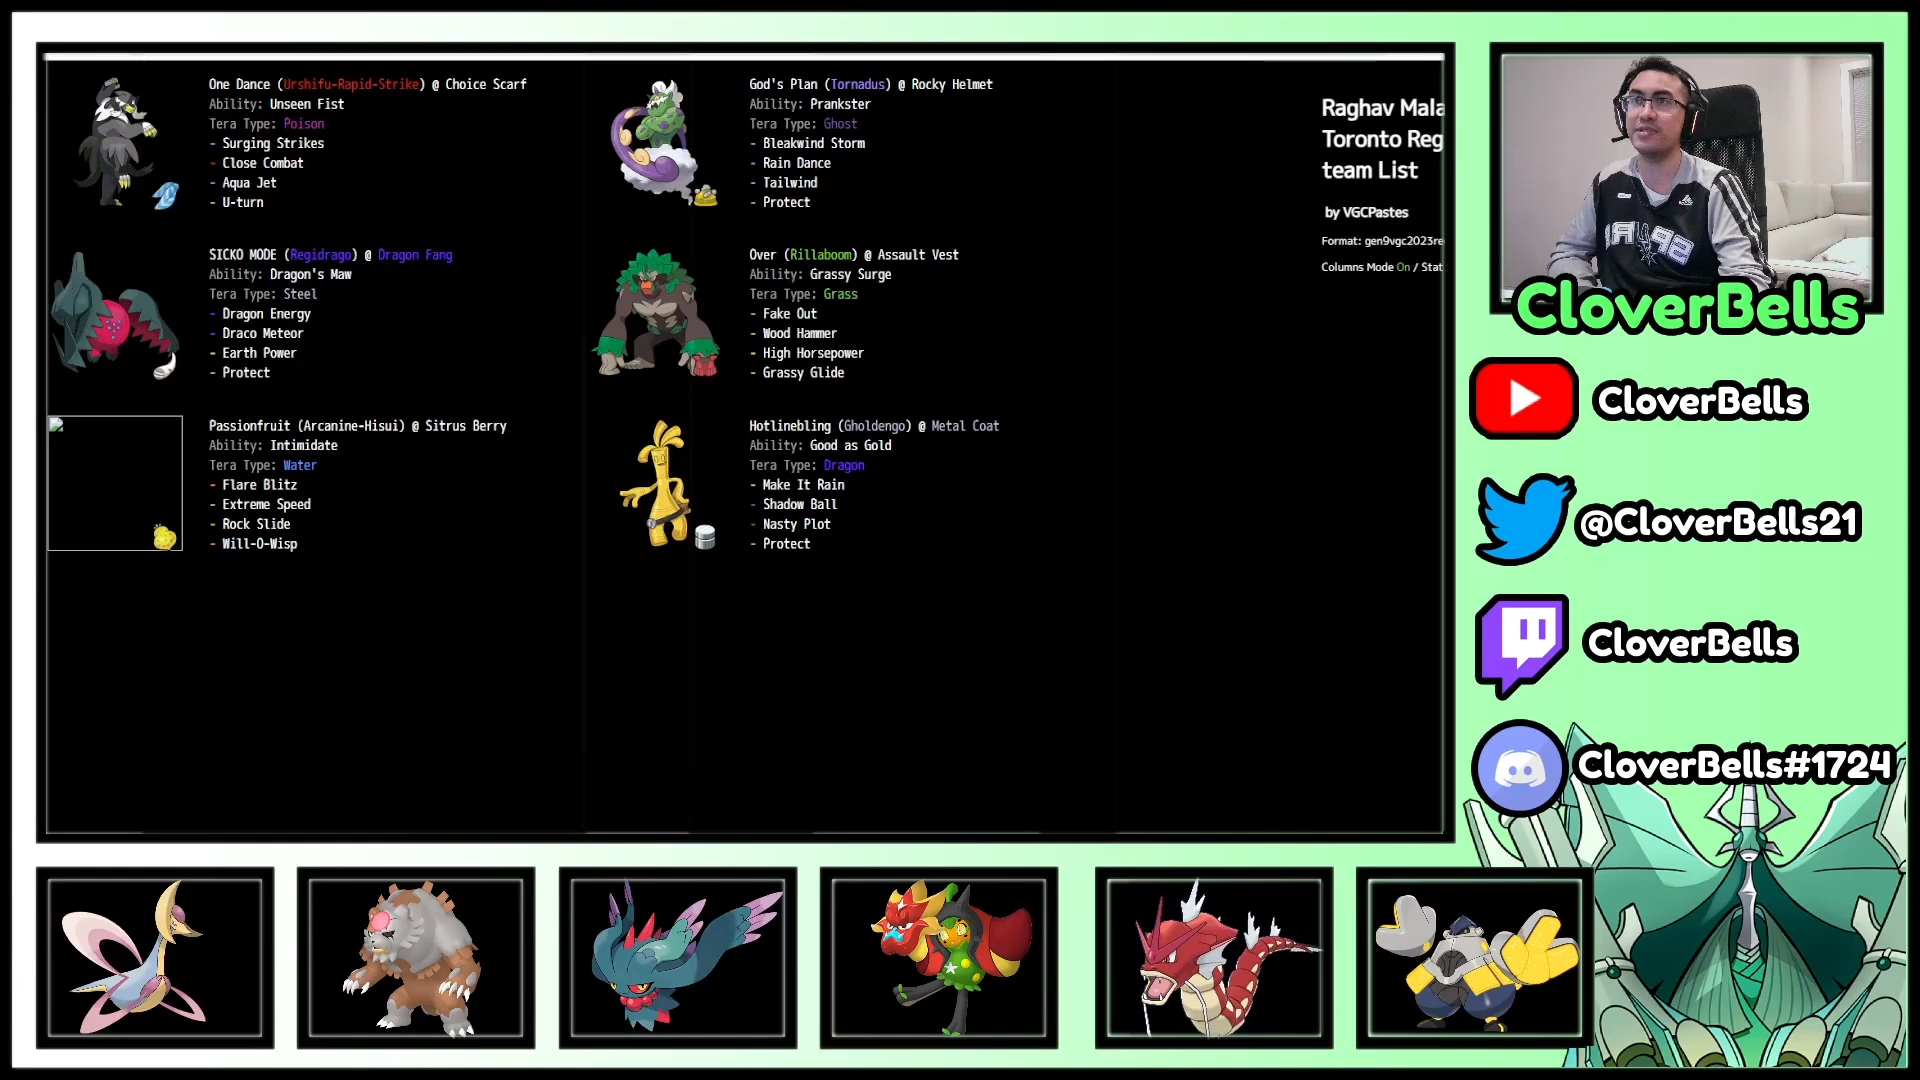 One Dance (Urshifu-Rapid-Strike) @ Choice Scarf
Ability: Unseen Fist
Tera Type: Poison
- Surging Strikes
- Close Combat
- Aqua Jet
- U-turn
God's Plan (Tornadus) @ Rocky Helmet
Ability: Prankster
Tera Type: Ghost
- Bleakwind Storm
- Rain Dance
- Tailwind
- Protect
SICKO MODE (Regidrago) @ Dragon Fang
Ability: Dragon's Maw
Tera Type: Steel
- Dragon Energy
- Draco Meteor
- Earth Power
- Protect
Over (Rillaboom) @ Assault Vest
Ability: Grassy Surge
Tera Type: Grass
- Fake Out
- Wood Hammer
- High Horsepower
- Grassy Glide
Passionfruit (Arcanine-Hisui) @ Sitrus Berry
Ability: Intimidate
Tera Type: Water
- Flare Blitz
- Extreme Speed
- Rock Slide
- Will-O-Wisp
Hotlinebling (Gholdengo) @ Metal Coat
Ability: Good as Gold
Tera Type: Dragon
- Make It Rain
- Shadow Ball
- Nasty Plot
- Protect
Raghav Mala
Toronto Reg
team List
by VGCPastes
Format: gen9vgc2023re
Columns Mode On / Stat
CloverBells
CloverBells
@CloverBells21
CloverBells
CloverBells#1724